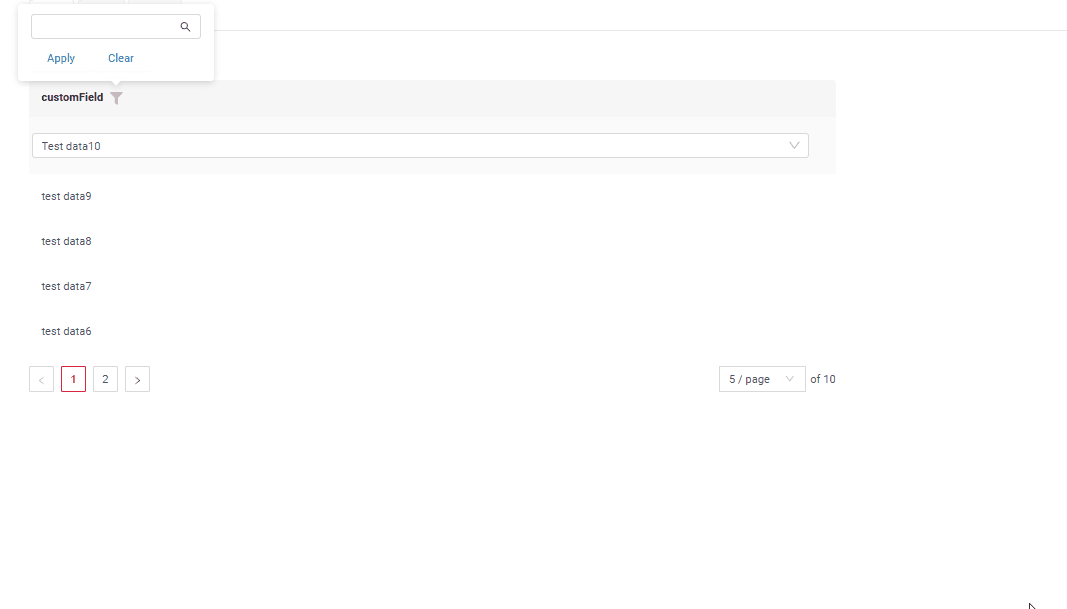 Apply Clear
customField
Test data10
test data9
test data8
test data7
test data6
< 1 2 > 5 / page of 10